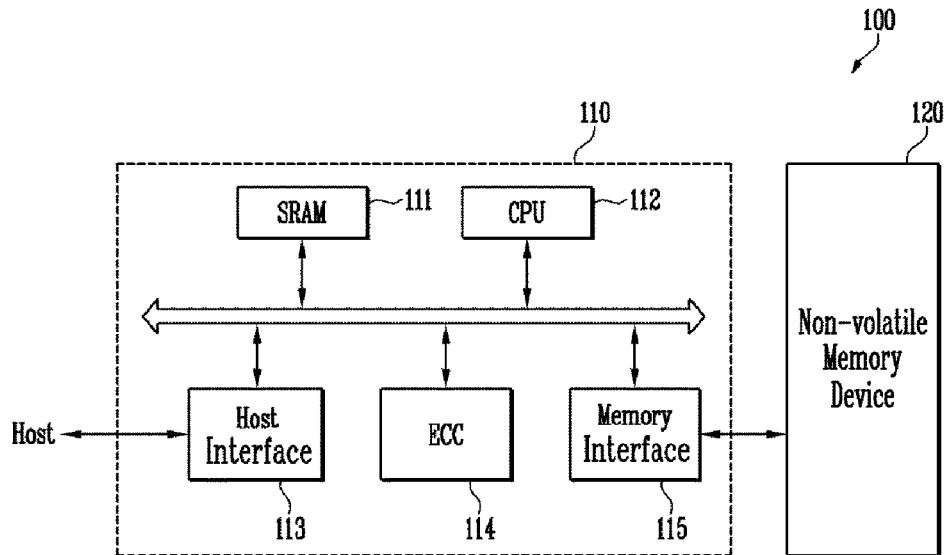 100
110
120
SRAM
111
CPU
112
Non-volatile
Memory
Device
Host
Host
Interface
ECC
Memory
Interface
113
114
115